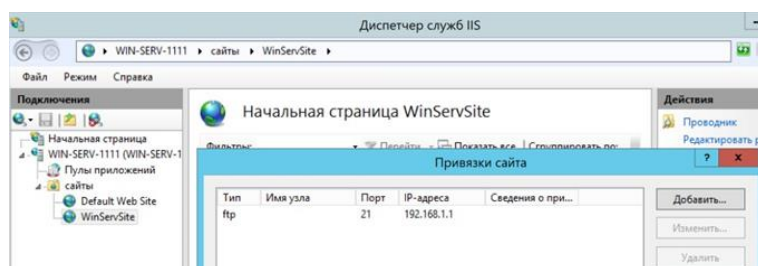 Диспетчер служб IIS
WIN-SERV-1111 сайты WinServSite
Файл Режим Справка
Подключения
Начальная страница
WIN-SERV-1111 (WIN-SERV-1
Пулы приложений
сайты
Default Web Site
WinServSite
Начальная страница WinServSite
Фильтры: Перейти Показать все Сгруппировать по:
Действия
Проводник
Редактировать р
Привязки сайта
Тип Имя узла Порт IP-адреса Сведения о при...
ftp 21 192.168.1.1
Добавить...
Изменить...
Удалить